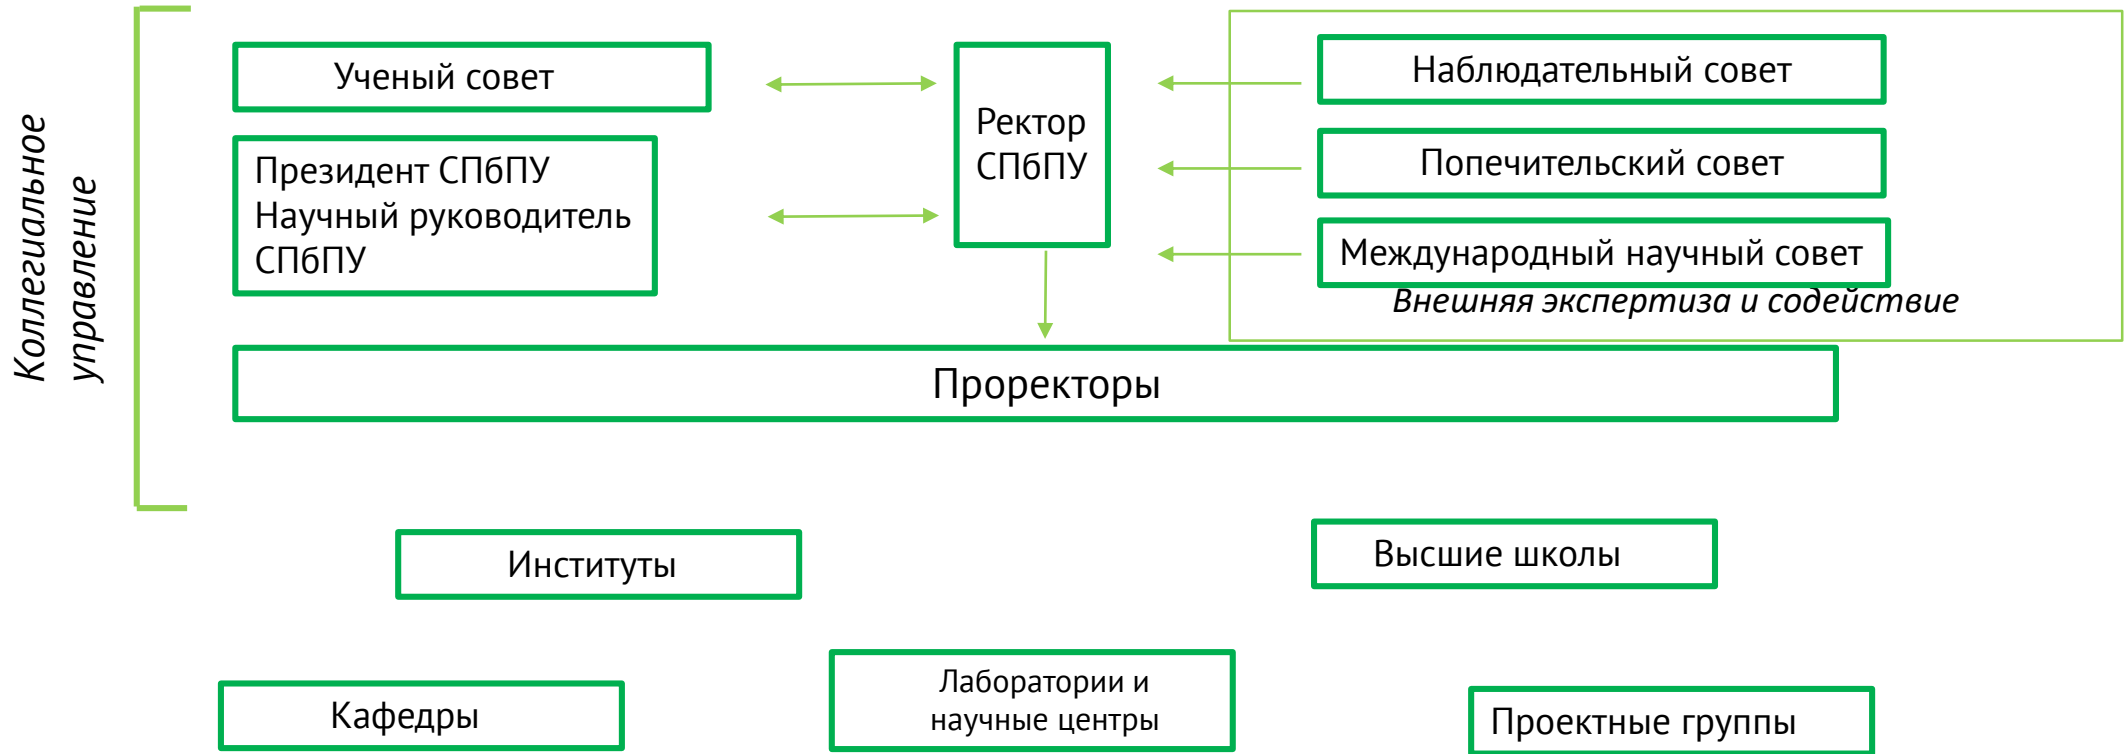 Коллегиальное
управление
Ученый совет
Президент СПбПУ
Научный руководитель
СПбПУ
Ректор
СПбПУ
Наблюдательный совет
Попечительский совет
Международный научный совет
Внешняя экспертиза и содействие
Проректоры
Институты
Высшие школы
Кафедры
Лаборатории и
научные центры
Проектные группы